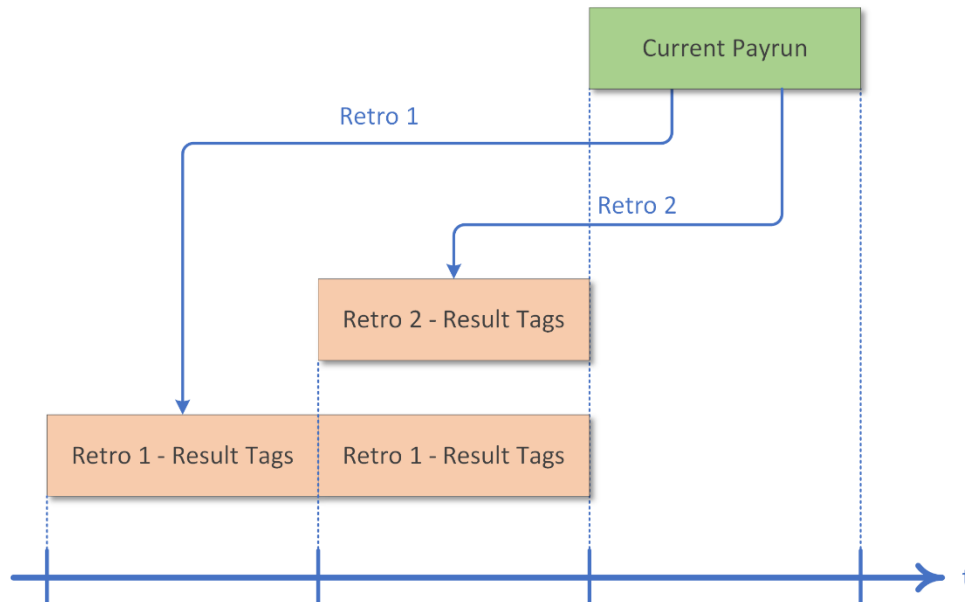 Current Payrun
Retro 1
Retro 2
Retro 2 - Result Tags
Retro 1 - Result Tags
Retro 1 - Result Tags